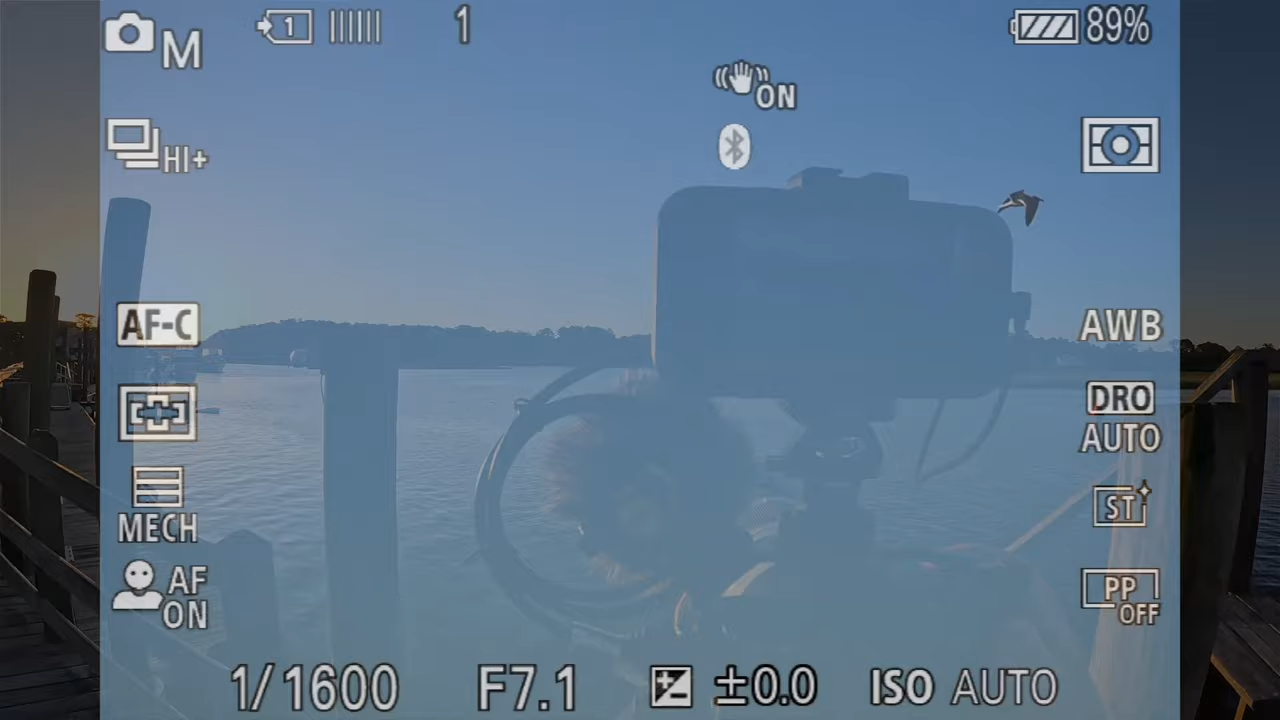 M
1
1
89%
ON
HI+
AF-C
AWB
DRO
AUTO
MECH
ST
AF
ON
PP
OFF
1/1600 F7.1 ±0.0 ISO AUTO